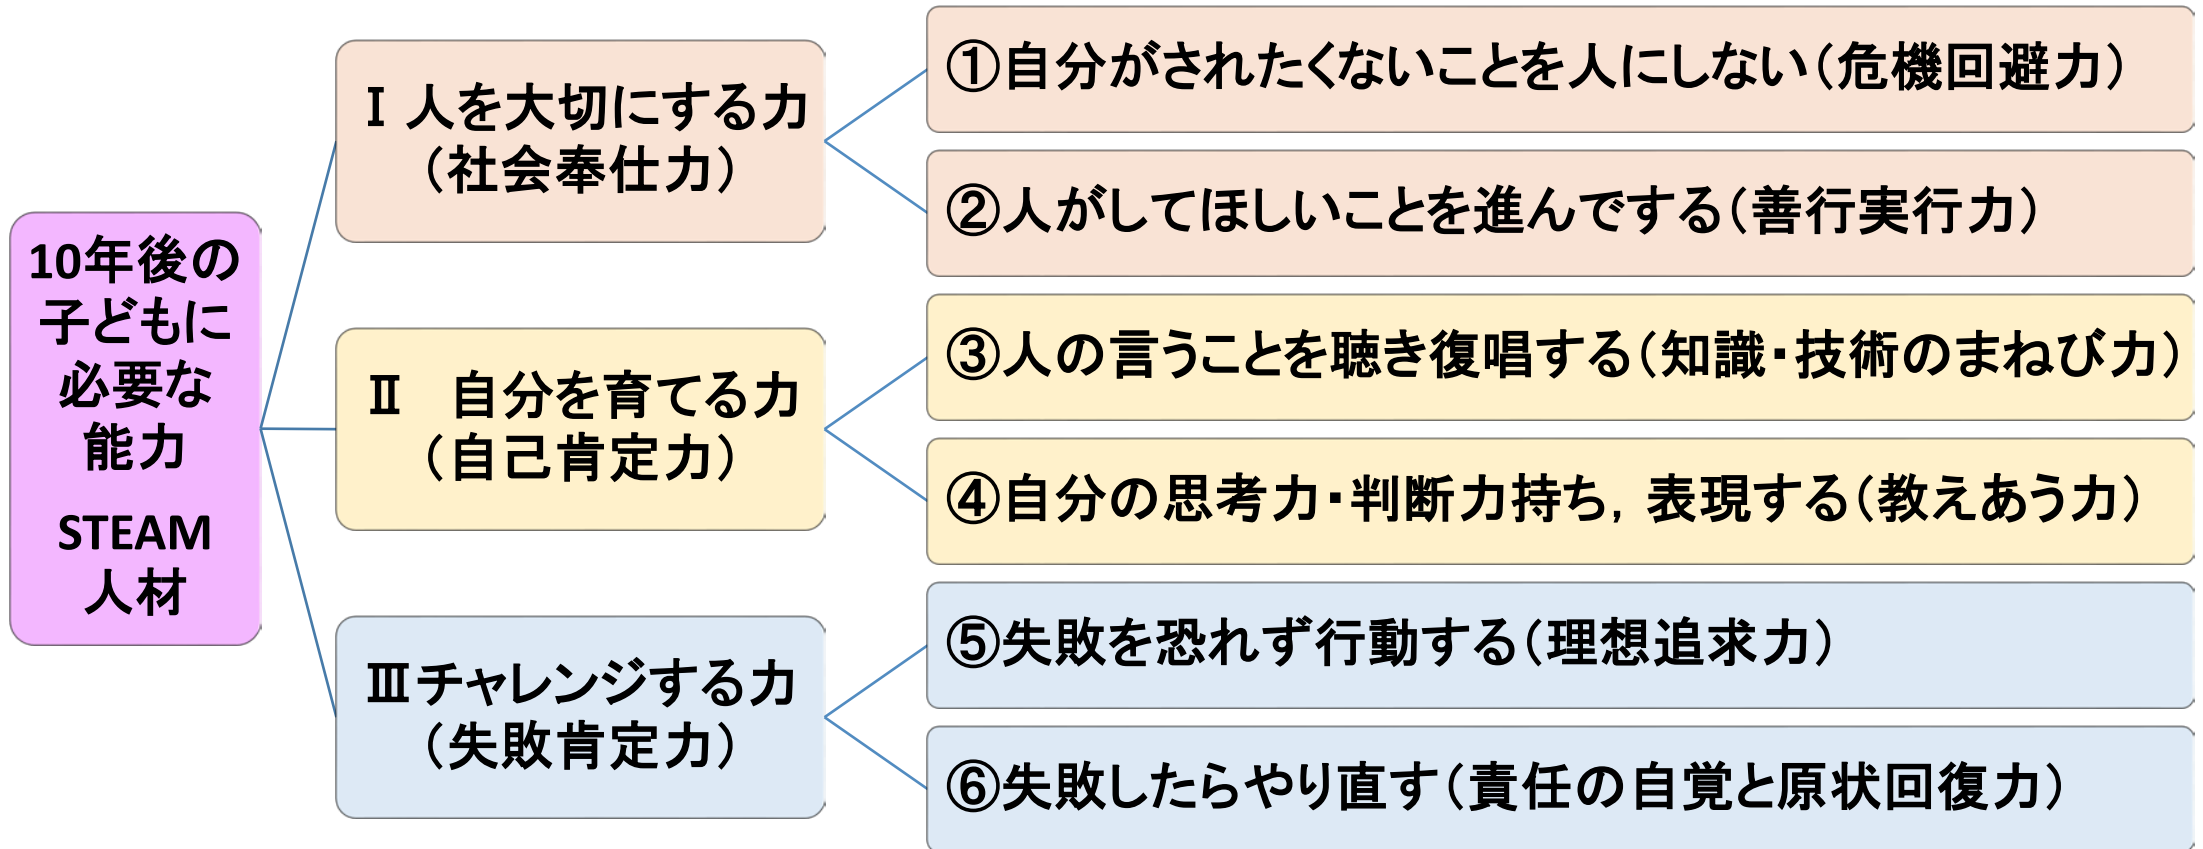 10年後の
子どもに
必要な
能力
STEAM
人材
Ⅰ 人を大切にする力
（社会奉仕力）
①自分がされたくないことを人にしない（危機回避力）
②人がしてほしいことを進んでする（善行実行力）
Ⅱ　自分を育てる力
（自己肯定力）
③人の言うことを聴き復唱する（知識・技術のまねび力）
④自分の思考力・判断力持ち，表現する（教えあう力）
Ⅲチャレンジする力
（失敗肯定力）
⑤失敗を恐れず行動する（理想追求力）
⑥失敗したらやり直す（責任の自覚と原状回復力）